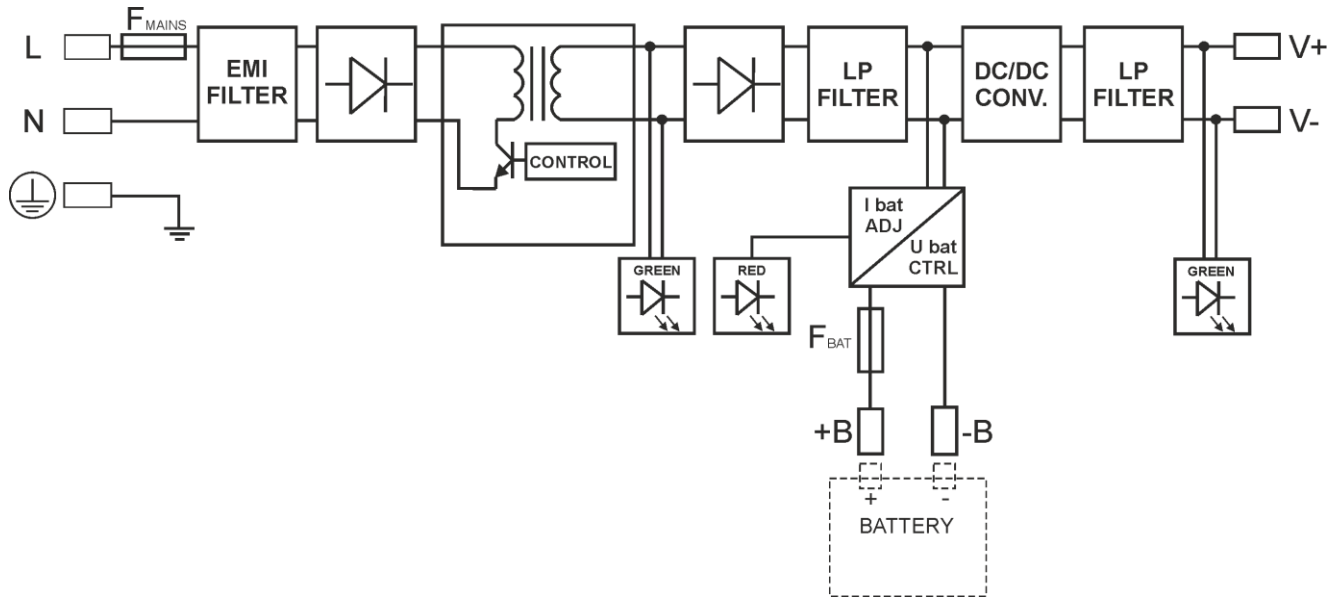 F MAINS
L
N
EMI
FILTER
CONTROL
LP
FILTER
DC/DC
CONV.
LP
FILTER
V+
V-
I bat
ADJ
U bat
CTRL
GREEN
RED
GREEN
F BAT
+B
-B
+
-
BATTERY